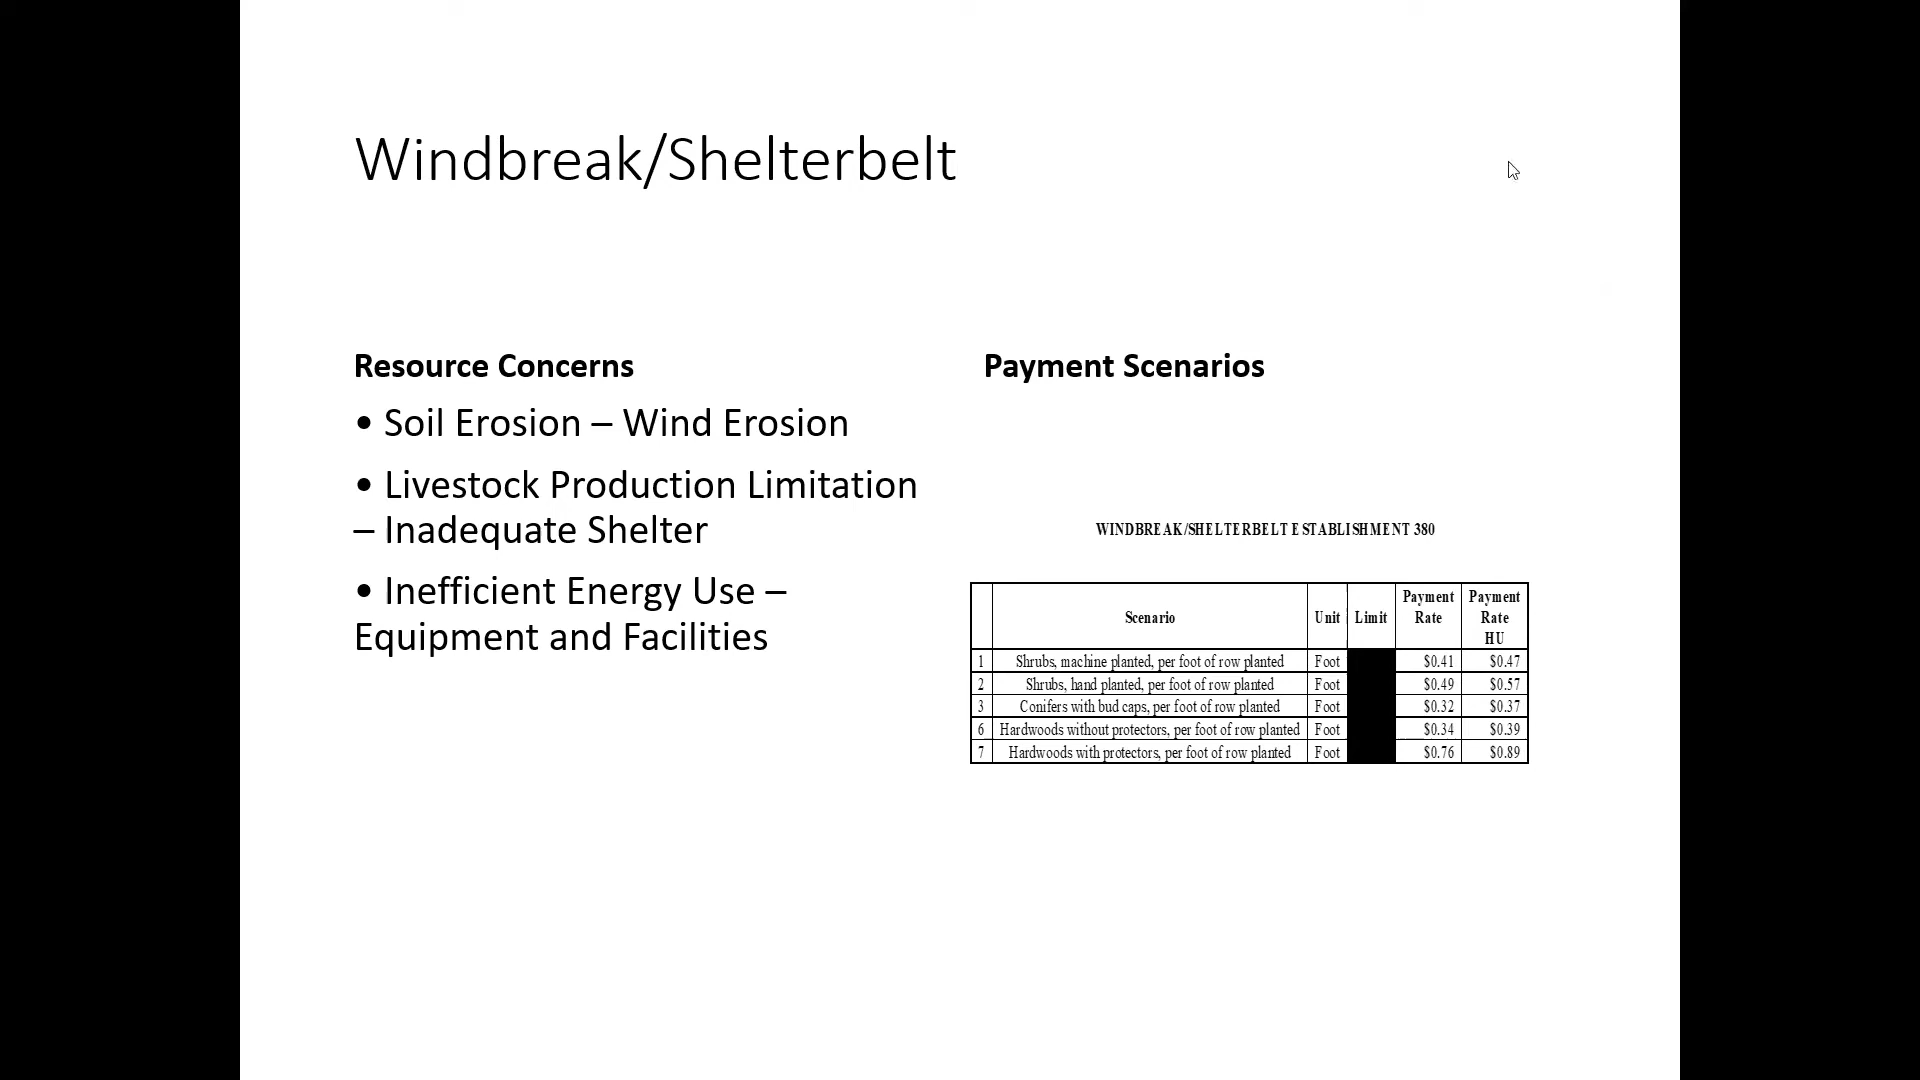 Windbreak/Shelterbelt
Resource Concerns
• Soil Erosion – Wind Erosion
• Livestock Production Limitation
– Inadequate Shelter
• Inefficient Energy Use –
Equipment and Facilities
Payment Scenarios
WINDBREAK/SHELTERBELT ESTABLISHMENT 380
Scenario Unit Limit Payment Rate Payment Rate HU
1 Shrubs, machine planted, per foot of row planted Foot $0.41 $0.47
2 Shrubs, hand planted, per foot of row planted Foot $0.49 $0.57
3 Conifers with bud caps, per foot of row planted Foot $0.32 $0.37
6 Hardwoods without protectors, per foot of row planted Foot $0.34 $0.39
7 Hardwoods with protectors, per foot of row planted Foot $0.76 $0.89